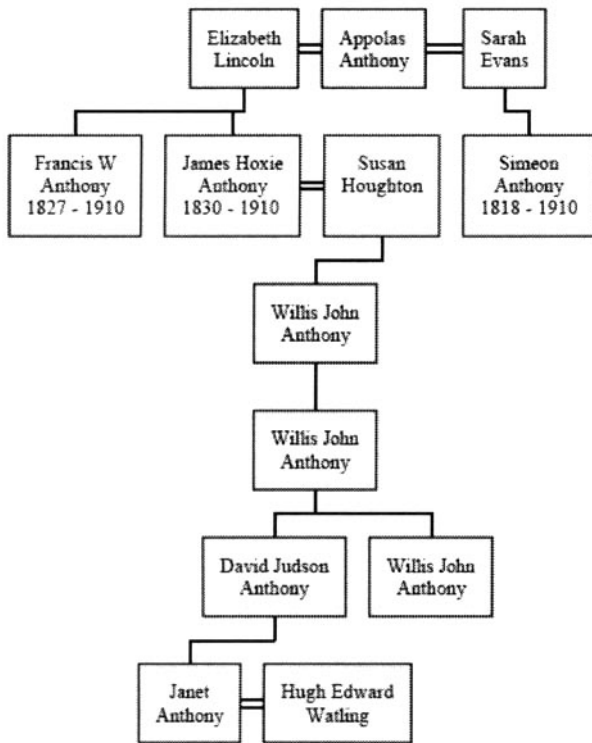 Elizabeth
Lincoln
Appolas
Anthony
Sarah
Evans
Francis W
Anthony
1827 - 1910
James Hoxie
Anthony
1830 - 1910
Susan
Houghton
Simeon
Anthony
1818 - 1910
Willis John
Anthony
Willis John
Anthony
David Judson
Anthony
Willis John
Anthony
Janet
Anthony
Hugh Edward
Watling